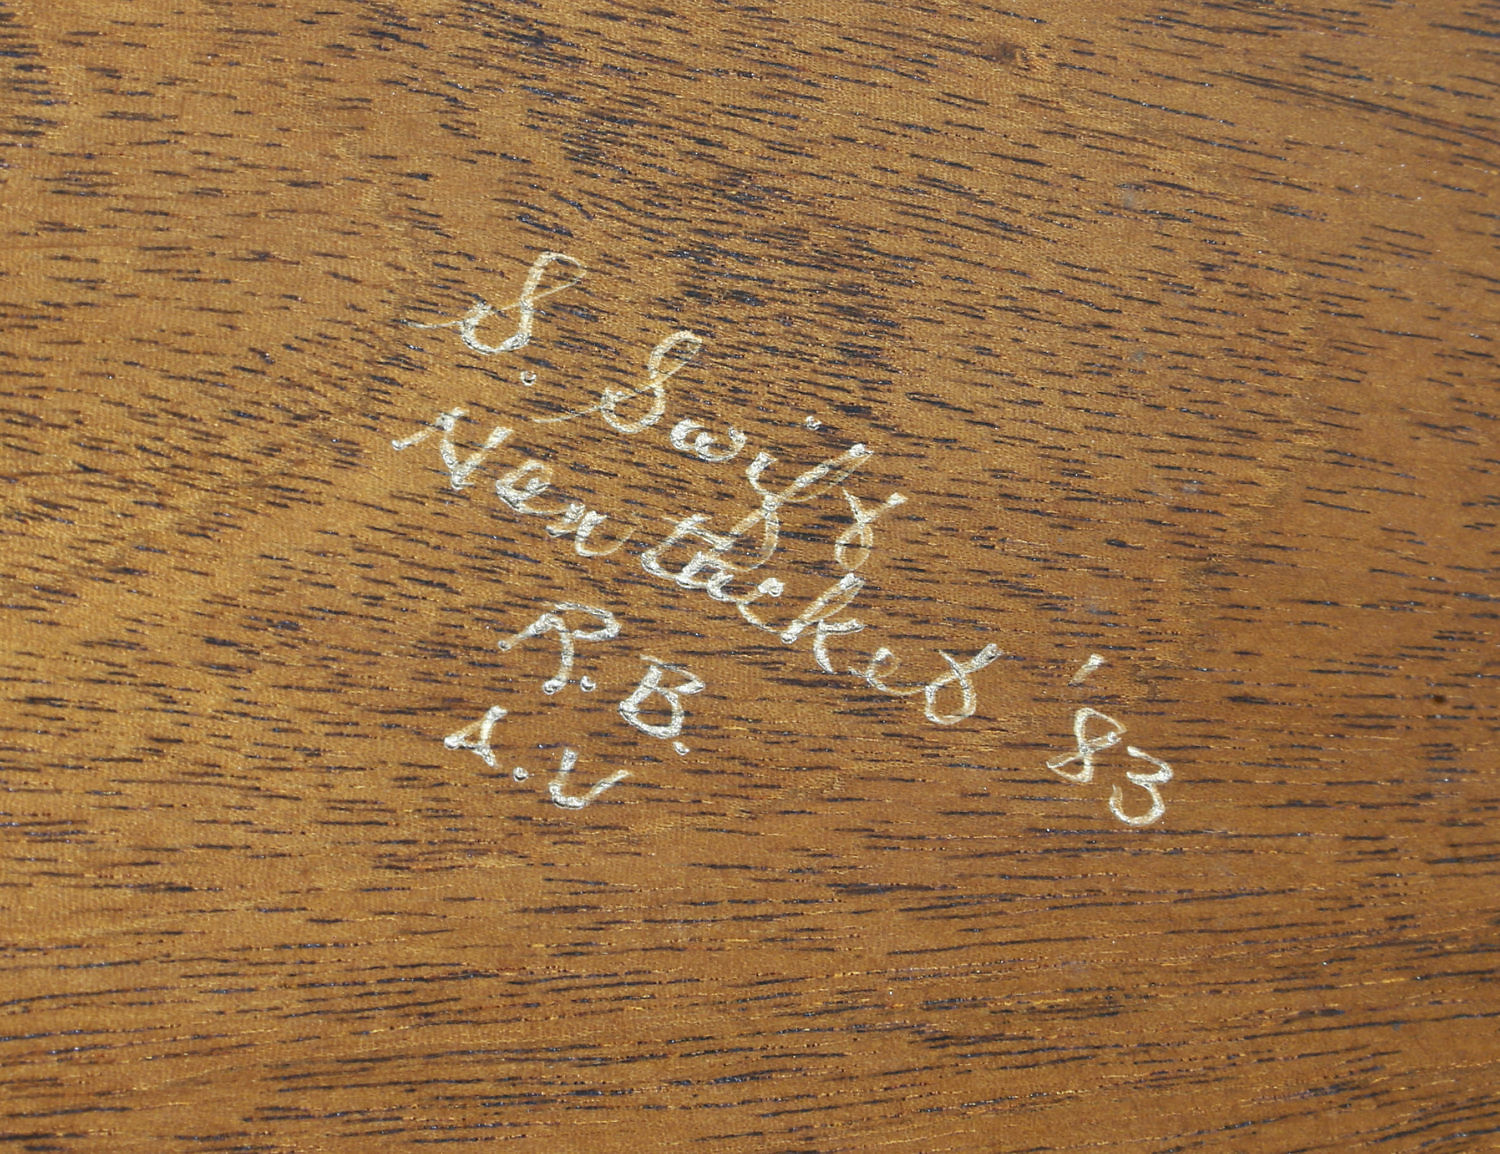 S. Swift
Nantucket '83
R.B.
A.V